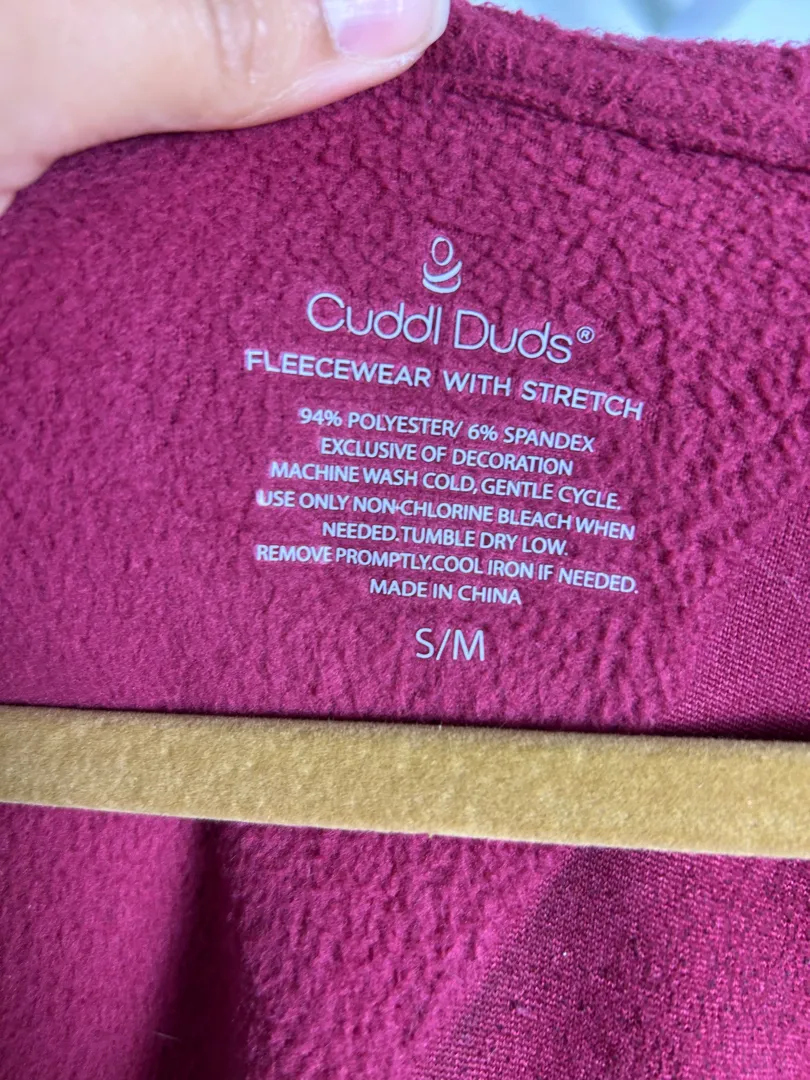 Cuddl Duds®
FLEECEWEAR WITH STRETCH
94% POLYESTER/ 6% SPANDEX
EXCLUSIVE OF DECORATION
MACHINE WASH COLD, GENTLE CYCLE.
USE ONLY NON-CHLORINE BLEACH WHEN
NEEDED.TUMBLE DRY LOW.
REMOVE PROMPTLY.COOL IRON IF NEEDED.
MADE IN CHINA
S/M